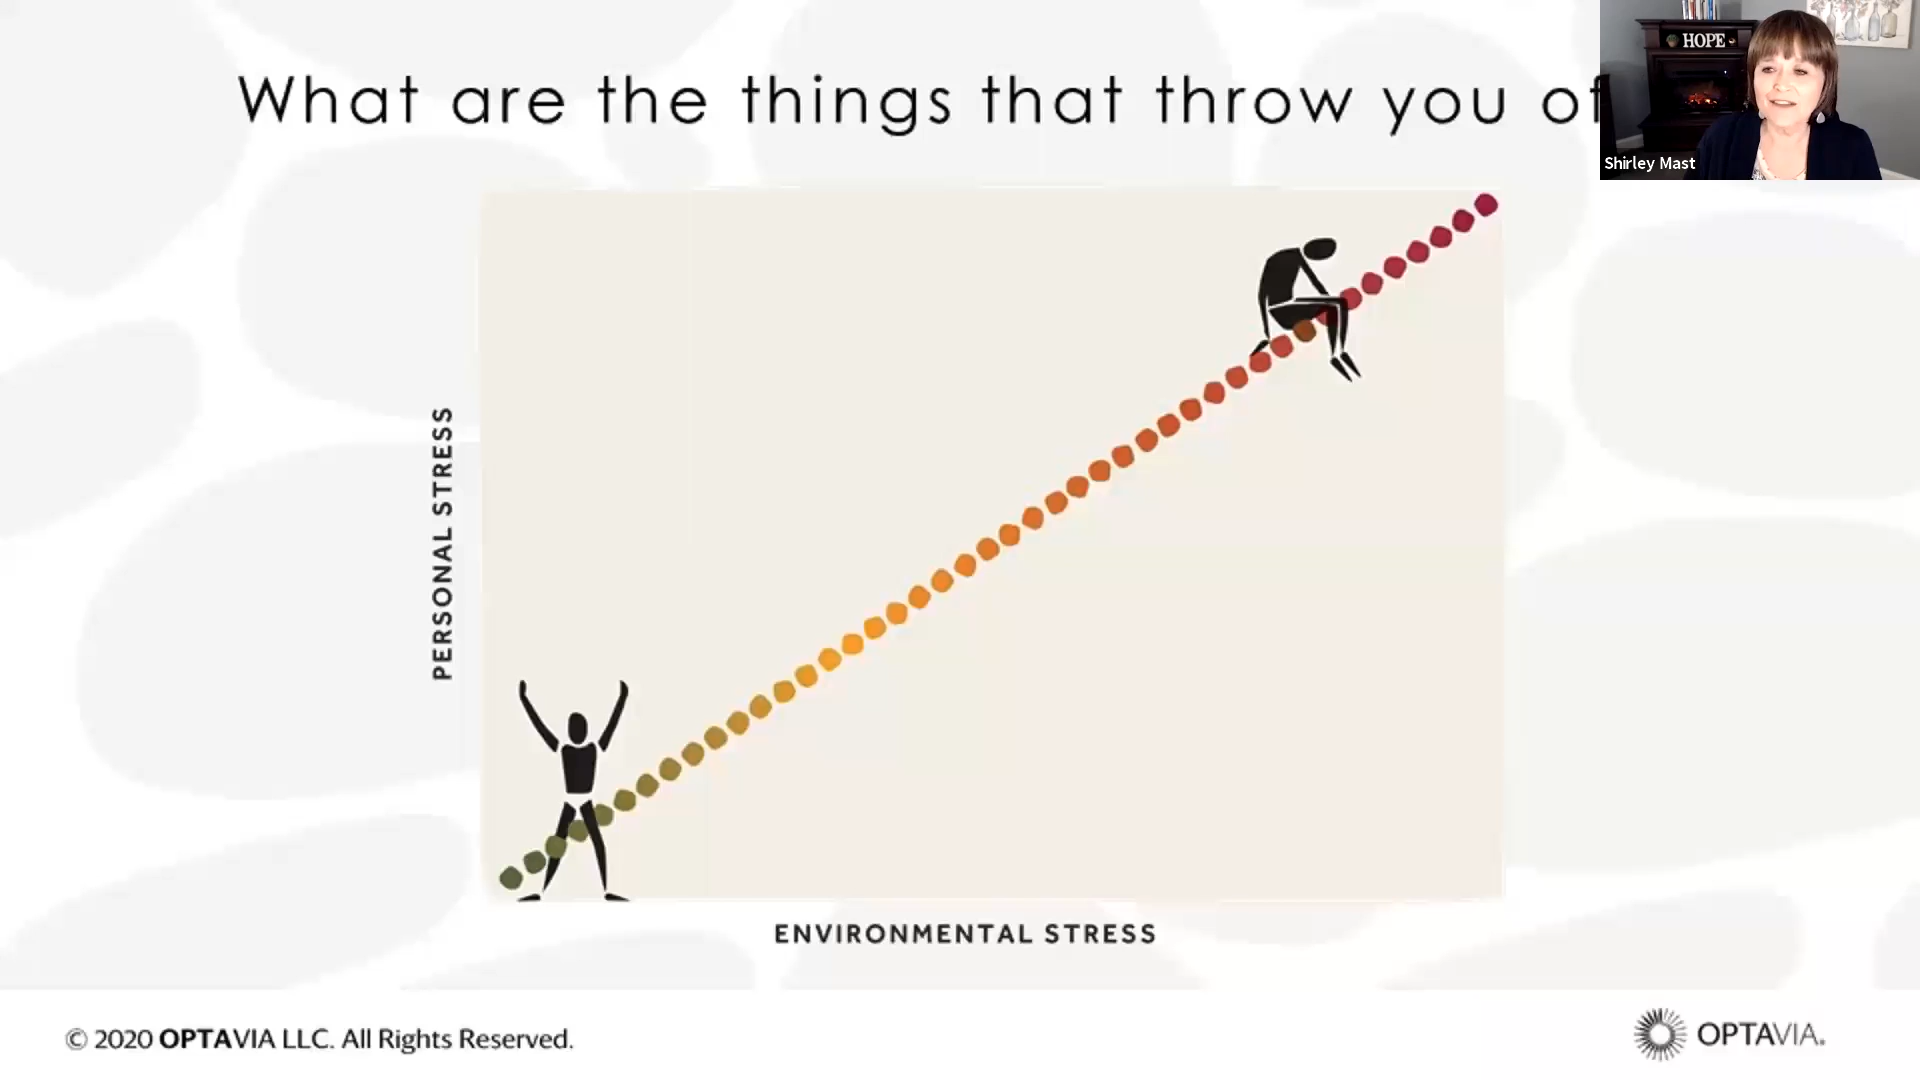 What are the things that throw you of
HOPE
Shirley Mast
PERSONAL STRESS
ENVIRONMENTAL STRESS
© 2020 OPTAVIA LLC. All Rights Reserved.
OPTAVIA.